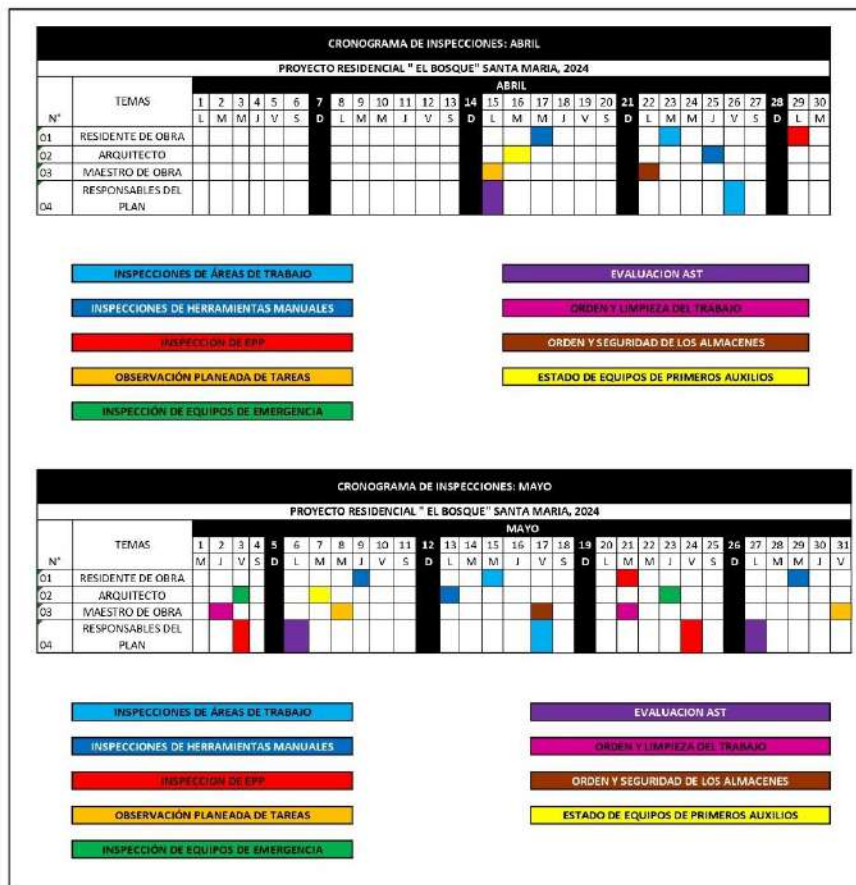 CRONOGRAMA DE INSPECCIONES: ABRIL
PROYECTO RESIDENCIAL " EL BOSQUE" SANTA MARIA, 2024
ABRIL
N° TEMAS 1 2 3 4 5 6 7 8 9 10 11 12 13 14 15 16 17 18 19 20 21 22 23 24 25 26 27 28 29 30
L M M J V S D L M M J V S D L M M J V S D L M M J V S D L M
01 RESIDENTE DE OBRA
02 ARQUITECTO
03 MAESTRO DE OBRA
04 RESPONSABLES DEL
PLAN
INSPECCIONES DE ÁREAS DE TRABAJO EVALUACION AST
INSPECCIONES DE HERRAMIENTAS MANUALES ORDEN Y LIMPIEZA DEL TRABAJO
INSPECCION DE EPP ORDEN Y SEGURIDAD DE LOS ALMACENES
OBSERVACIÓN PLANEADA DE TAREAS ESTADO DE EQUIPOS DE PRIMEROS AUXILIOS
INSPECCIÓN DE EQUIPOS DE EMERGENCIA
CRONOGRAMA DE INSPECCIONES: MAYO
PROYECTO RESIDENCIAL " EL BOSQUE" SANTA MARIA, 2024
MAYO
N° TEMAS 1 2 3 4 5 6 7 8 9 10 11 12 13 14 15 16 17 18 19 20 21 22 23 24 25 26 27 28 29 30 31
M J V S D L M M J V S D L M M J V S D L M M J V S D L M M J V
01 RESIDENTE DE OBRA
02 ARQUITECTO
03 MAESTRO DE OBRA
04 RESPONSABLES DEL
PLAN
INSPECCIONES DE ÁREAS DE TRABAJO EVALUACION AST
INSPECCIONES DE HERRAMIENTAS MANUALES ORDEN Y LIMPIEZA DEL TRABAJO
INSPECCION DE EPP ORDEN Y SEGURIDAD DE LOS ALMACENES
OBSERVACIÓN PLANEADA DE TAREAS ESTADO DE EQUIPOS DE PRIMEROS AUXILIOS
INSPECCIÓN DE EQUIPOS DE EMERGENCIA